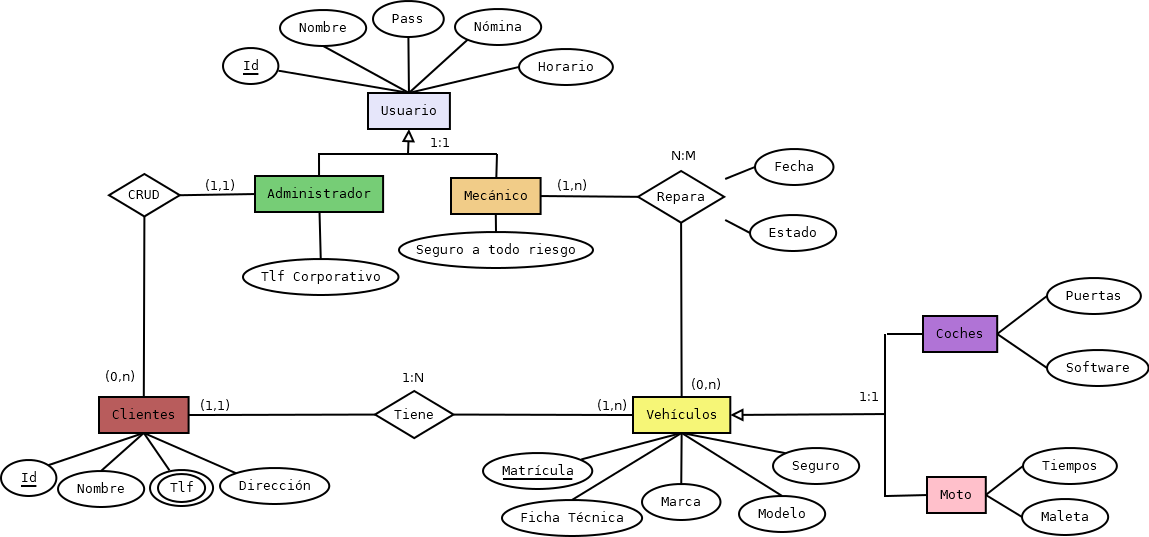 Pass
Nombre
Nómina
Id
Horario
Usuario
1:1
N:M
Fecha
CRUD
(1,1)
Administrador
Mecánico
(1,n)
Repara
Estado
Seguro a todo riesgo
Tlf Corporativo
Puertas
Coches
Software
(0,n)
1:N
(0,n)
1:1
(1,1)
(1,n)
Clientes
Tiene
Vehículos
Id
Nombre
Tlf
Dirección
Matrícula
Ficha Técnica
Marca
Modelo
Seguro
Tiempos
Moto
Maleta